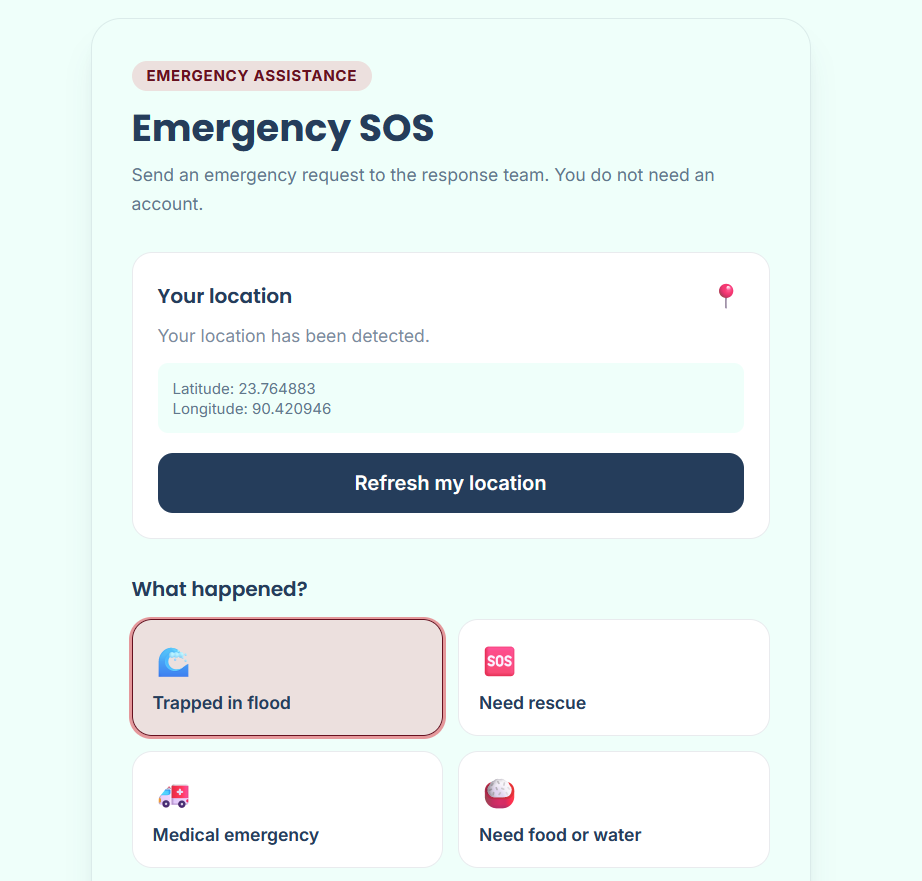 EMERGENCY ASSISTANCE
Emergency SOS
Send an emergency request to the response team. You do not need an
account.
Your location
Your location has been detected.
Latitude: 23.764883
Longitude: 90.420946
Refresh my location
What happened?
Trapped in flood
SOS
Need rescue
Medical emergency
Need food or water